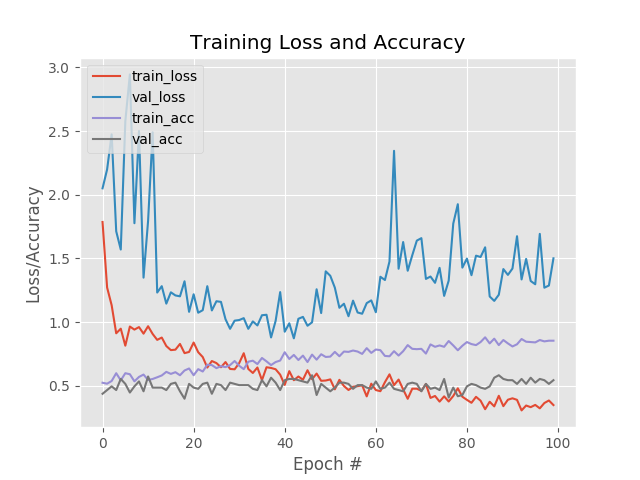 Training Loss and Accuracy
train_loss
val_loss
train_acc
val_acc
3.0
2.5
2.0
1.5
1.0
0.5
Loss/Accuracy
0 20 40 60 80 100
Epoch #